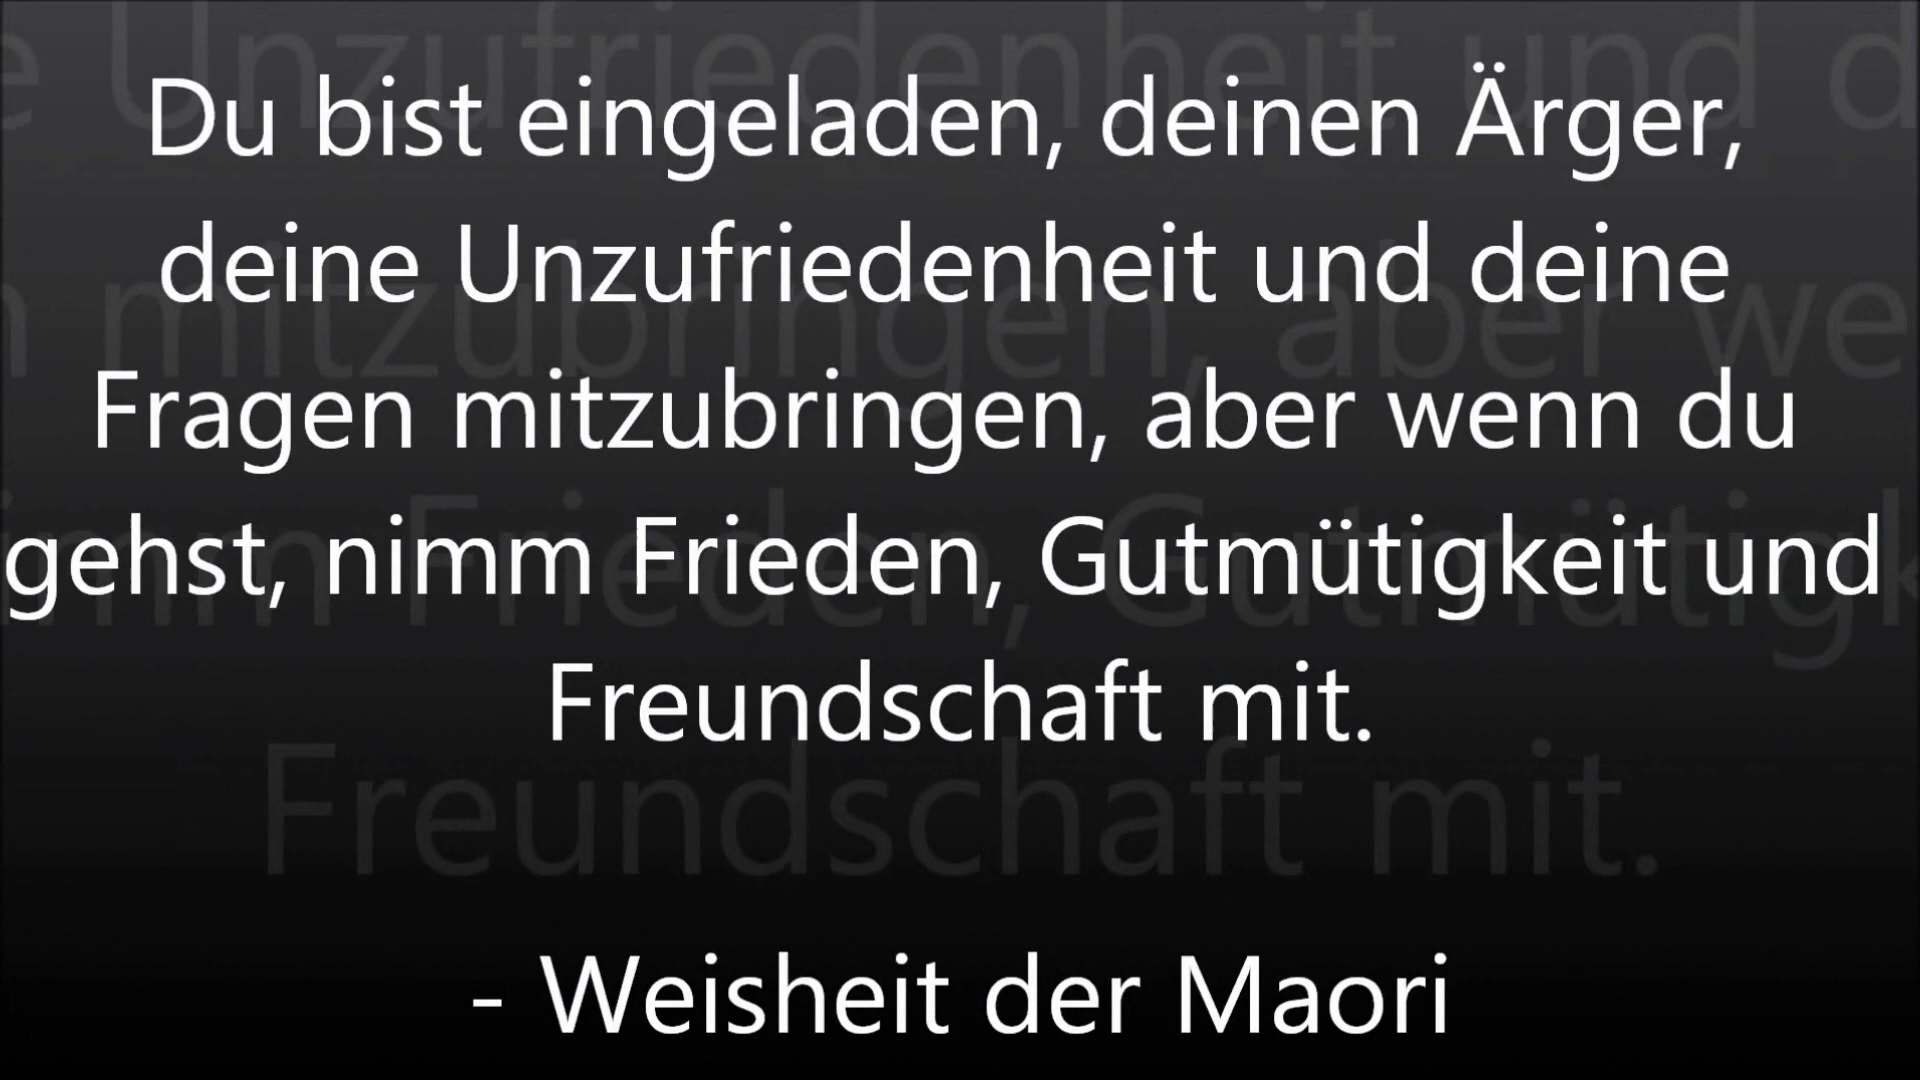 Du bist eingeladen, deinen Ärger,
deine Unzufriedenheit und deine
Fragen mitzubringen, aber wenn du
gehst, nimm Frieden, Gutmütigkeit und
Freundschaft mit.
- Weisheit der Maori